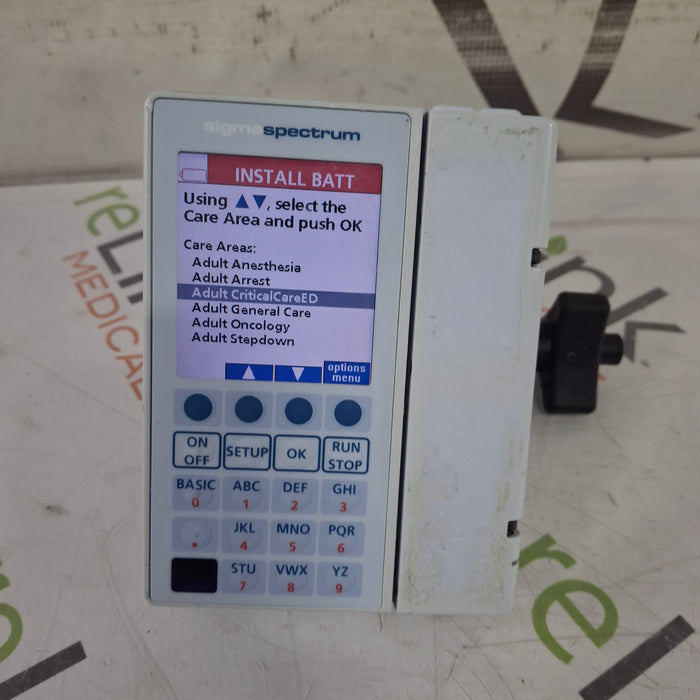 sigmaspectrum
INSTALL BATT
Using ▲▼, select the
Care Area and push OK
Care Areas:
Adult Anesthesia
Adult Arrest
Adult CriticalCareED
Adult General Care
Adult Oncology
Adult Stepdown
options
menu
ON
OFF
SETUP
OK
RUN
STOP
BASIC
0
ABC
1
DEF
2
GHI
3
.
JKL
4
MNO
5
PQR
6
STU
7
VWX
8
YZ
9
reLink
MEDICAL